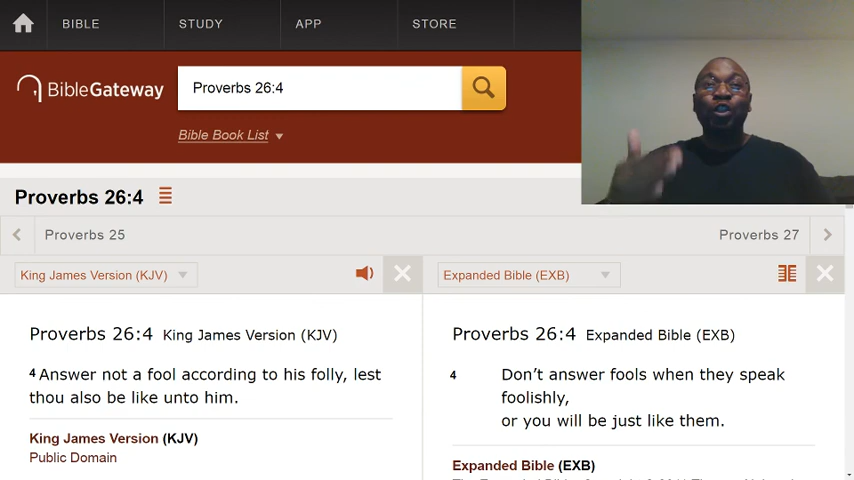 BIBLE STUDY APP STORE
BibleGateway
Proverbs 26:4
Bible Book List
Proverbs 26:4
Proverbs 25
Proverbs 27
King James Version (KJV)
Expanded Bible (EXB)
Proverbs 26:4 King James Version (KJV)
4 Answer not a fool according to his folly, lest
thou also be like unto him.
King James Version (KJV)
Public Domain
Proverbs 26:4 Expanded Bible (EXB)
4 Don’t answer fools when they speak
foolishly,
or you will be just like them.
Expanded Bible (EXB)